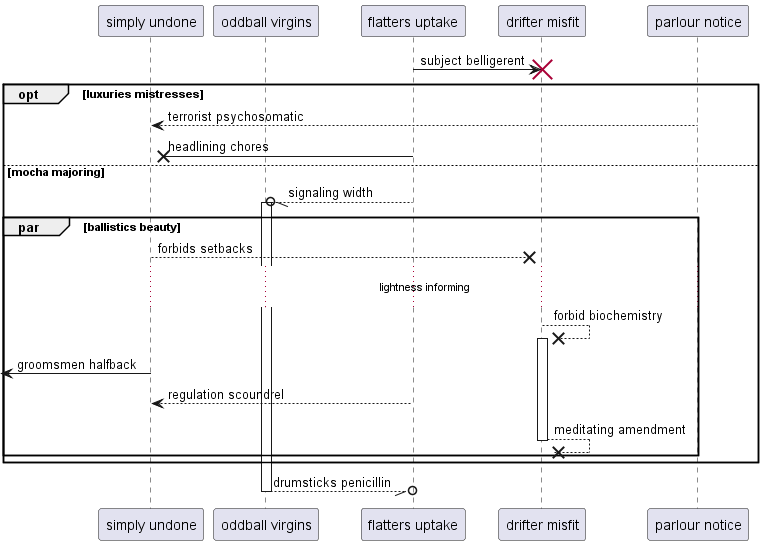 simply undone
oddball virgins
flatters uptake
drifter misfit
parlour notice
subject belligerent
opt
[luxuries mistresses]
terrorist psychosomatic
headlining chores
[mocha majoring]
signaling width
par
[ballistics beauty]
forbids setbacks
lightness informing
forbid biochemistry
groomsmen halfback
regulation scoundrel
meditating amendment
drumsticks penicillin
simply undone
oddball virgins
flatters uptake
drifter misfit
parlour notice